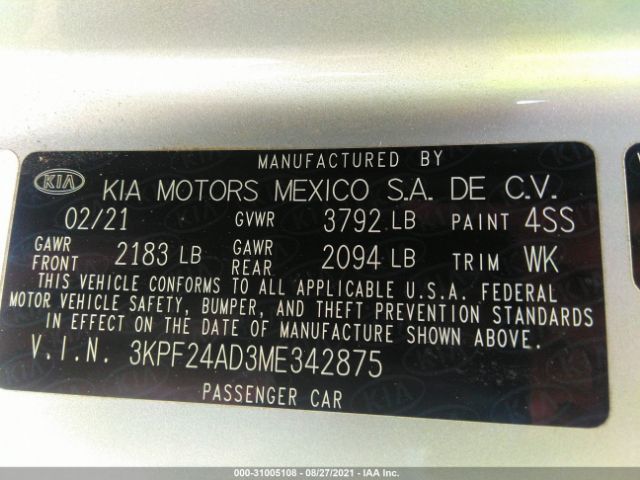 MANUFACTURED BY
KIA KIA MOTORS MEXICO S.A. DE C.V.
02/21 GVWR 3792 LB PAINT 4SS
GAWR FRONT 2183 LB GAWR REAR 2094 LB TRIM WK
THIS VEHICLE CONFORMS TO ALL APPLICABLE U.S.A. FEDERAL
MOTOR VEHICLE SAFETY, BUMPER, AND THEFT PREVENTION STANDARDS
IN EFFECT ON THE DATE OF MANUFACTURE SHOWN ABOVE.
V.I.N. 3KPF24AD3ME342875
PASSENGER CAR
000-31005108 - 08/27/2021 - IAA Inc.